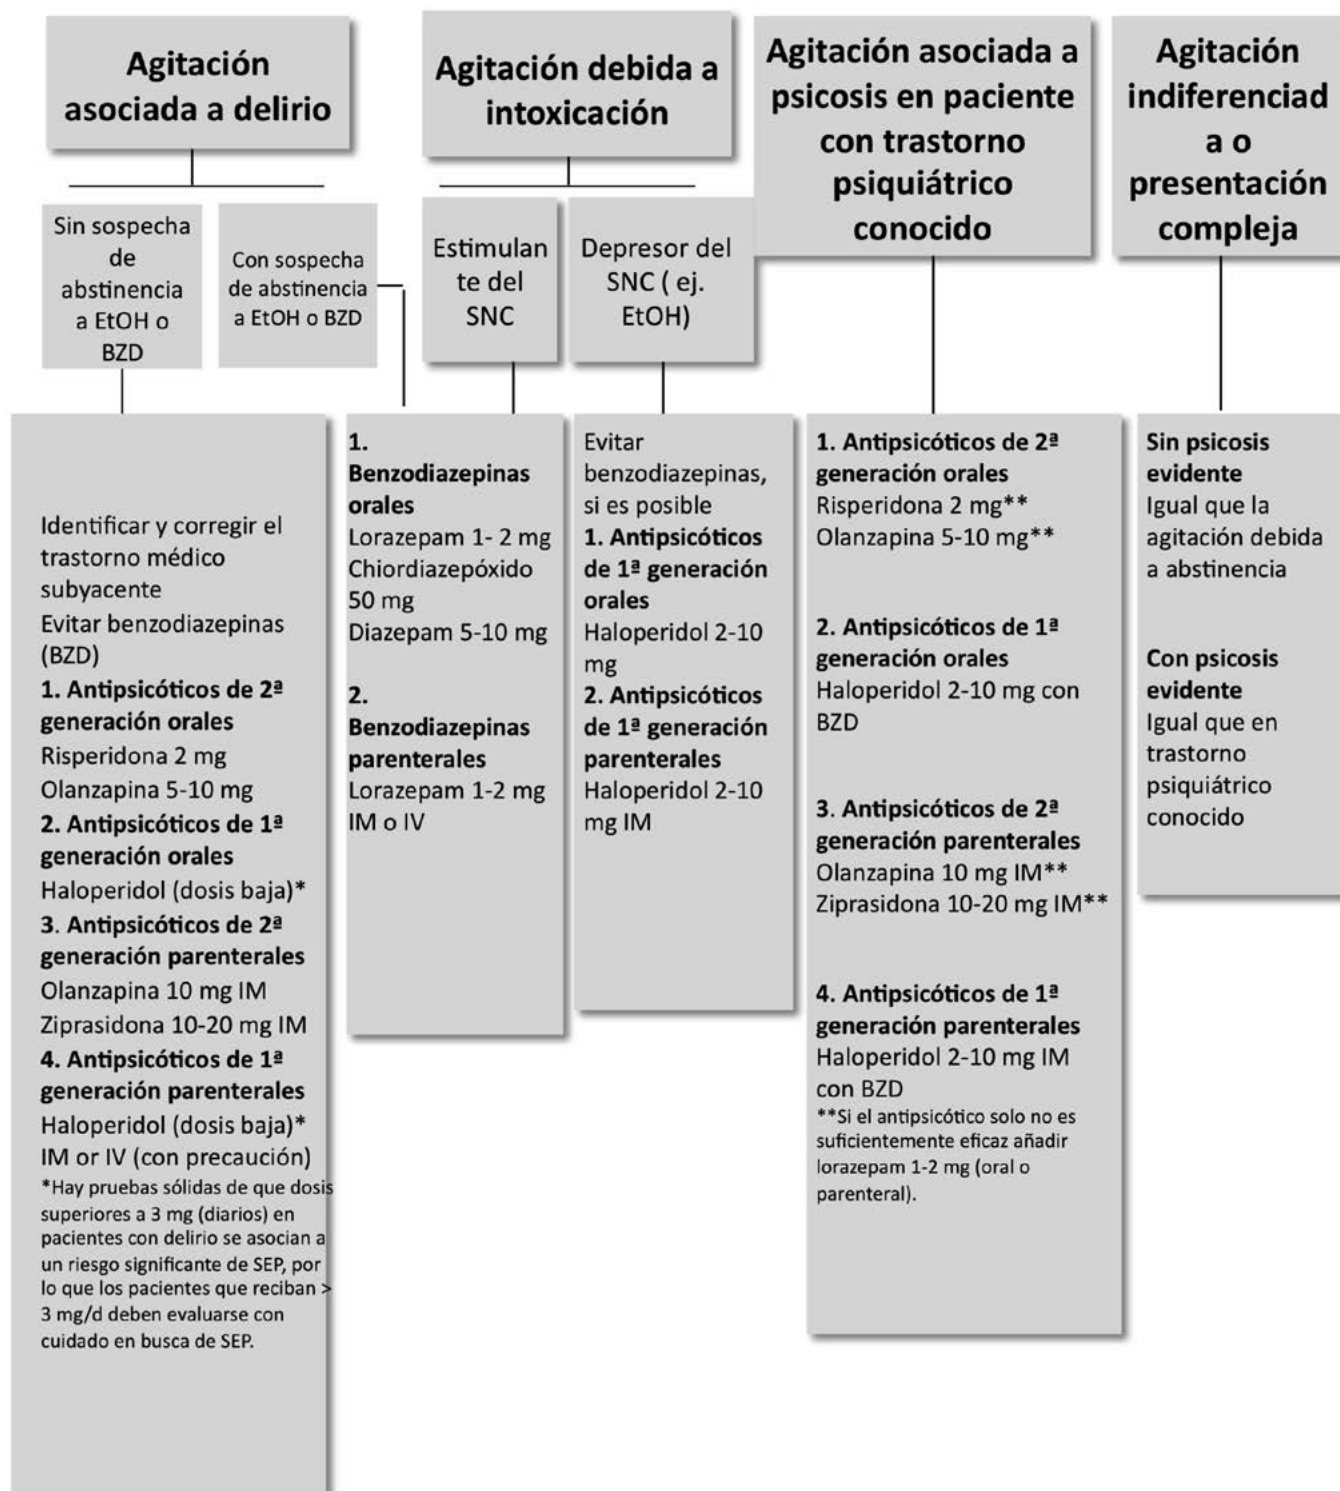 Agitación
asociada a delirio
Agitación debida a
intoxicación
Agitación asociada a
psicosis en paciente
con trastorno
psiquiátrico
conocido
Agitación
indiferenciad
a o
presentación
compleja
Sin sospecha
de
abstinencia
a EtOH o
BZD
Con sospecha
de abstinencia
a EtOH o BZD
Estimulan
te del
SNC
Depresor del
SNC ( ej.
EtOH)
Identificar y corregir el
trastorno médico
subyacente
Evitar benzodiazepinas
(BZD)
1. Antipsicóticos de 2ª
generación orales
Risperidona 2 mg
Olanzapina 5-10 mg
2. Antipsicóticos de 1ª
generación orales
Haloperidol (dosis baja)*
3. Antipsicóticos de 2ª
generación parenterales
Olanzapina 10 mg IM
Ziprasidona 10-20 mg IM
4. Antipsicóticos de 1ª
generación parenterales
Haloperidol (dosis baja)*
IM or IV (con precaución)
*Hay pruebas sólidas de que dosis
superiores a 3 mg (diarios) en
pacientes con delirio se asocian a
un riesgo significante de SEP, por
lo que los pacientes que reciban >
3 mg/d deben evaluarse con
cuidado en busca de SEP.
1.
Benzodiazepinas
orales
Lorazepam 1- 2 mg
Chiordiazepóxido
50 mg
Diazepam 5-10 mg
2.
Benzodiazepinas
parenterales
Lorazepam 1-2 mg
IM o IV
Evitar
benzodiazepinas,
si es posible
1. Antipsicóticos
de 1ª generación
orales
Haloperidol 2-10
mg
2. Antipsicóticos
de 1ª generación
parenterales
Haloperidol 2-10
mg IM
1. Antipsicóticos de 2ª
generación orales
Risperidona 2 mg**
Olanzapina 5-10 mg**
2. Antipsicóticos de 1ª
generación orales
Haloperidol 2-10 mg con
BZD
3. Antipsicóticos de 2ª
generación parenterales
Olanzapina 10 mg IM**
Ziprasidona 10-20 mg IM**
4. Antipsicóticos de 1ª
generación parenterales
Haloperidol 2-10 mg IM
con BZD
**Si el antipsicótico solo no es
suficientemente eficaz añadir
lorazepam 1-2 mg (oral o
parenteral).
Sin psicosis
evidente
Igual que la
agitación debida
a abstinencia
Con psicosis
evidente
Igual que en
trastorno
psiquiátrico
conocido